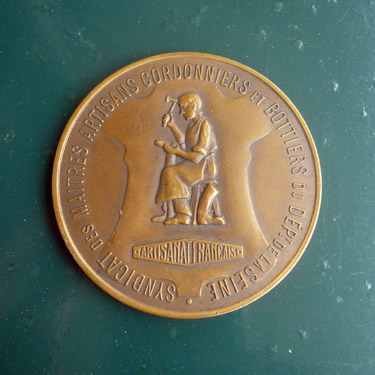 SYNDICAT DES MAITRES ARTISANS CORDONNIERS ET BOTTIERS DU DEPT. DE LA SEINE
ARTISANAT FRANÇAIS